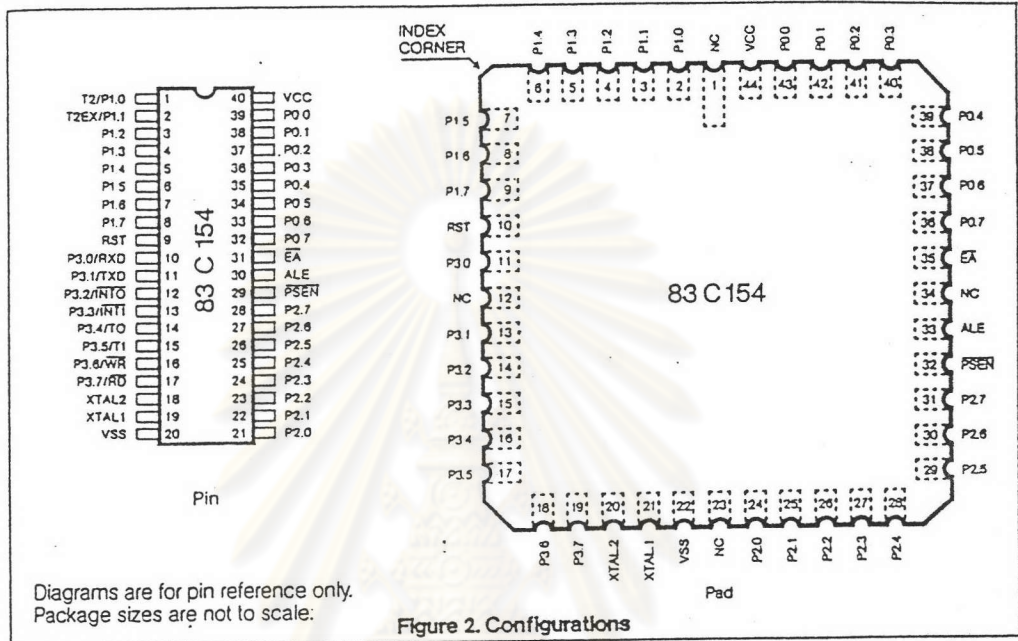 T2/P1.0 1 40 VCC
T2EX/P1.1 2 39 P0 0
P1.2 3 38 P0.1
P1.3 4 37 P0.2
P1 4 5 36 P0 3
P1 5 6 35 P0.4
P1.6 7 34 P0 5
P1.7 8 33 P0 6
RST 9 32 P0 7
P3.0/RXD 10 31 EA
P3.1/TXD 11 30 ALE
P3.2/INTO 12 29 PSEN
P3.3/INT1 13 28 P2.7
P3.4/TO 14 27 P2.6
P3.5/T1 15 26 P2.5
P3.6/WR 16 25 P2.4
P3.7/RD 17 24 P2.3
XTAL2 18 23 P2.2
XTAL1 19 22 P2.1
VSS 20 21 P2.0
83 C 154
Pin
INDEX
CORNER
P1.4 P1.3 P1.2 P1.1 P1.0 NC VCC P0.0 P0.1 P0.2 P0.3
6 5 4 3 2 1 44 43 42 41 40
P1.5 7 39 P0.4
P1.6 8 38 P0.5
P1.7 9 37 P0.6
RST 10 36 P0.7
P3.0 11 35 EA
NC 12 34 NC
83 C154
P3.1 13 33 ALE
P3.2 14 32 PSEN
P3.3 15 31 P2.7
P3.4 16 30 P2.6
P3.5 17 29 P2.5
18 19 20 21 22 23 24 25 26 27 28
P3.6 P3.7 XTAL2 XTAL1 VSS NC P2.0 P2.1 P2.2 P2.3 P2.4
Pad
Diagrams are for pin reference only.
Package sizes are not to scale:
Figure 2. Configurations